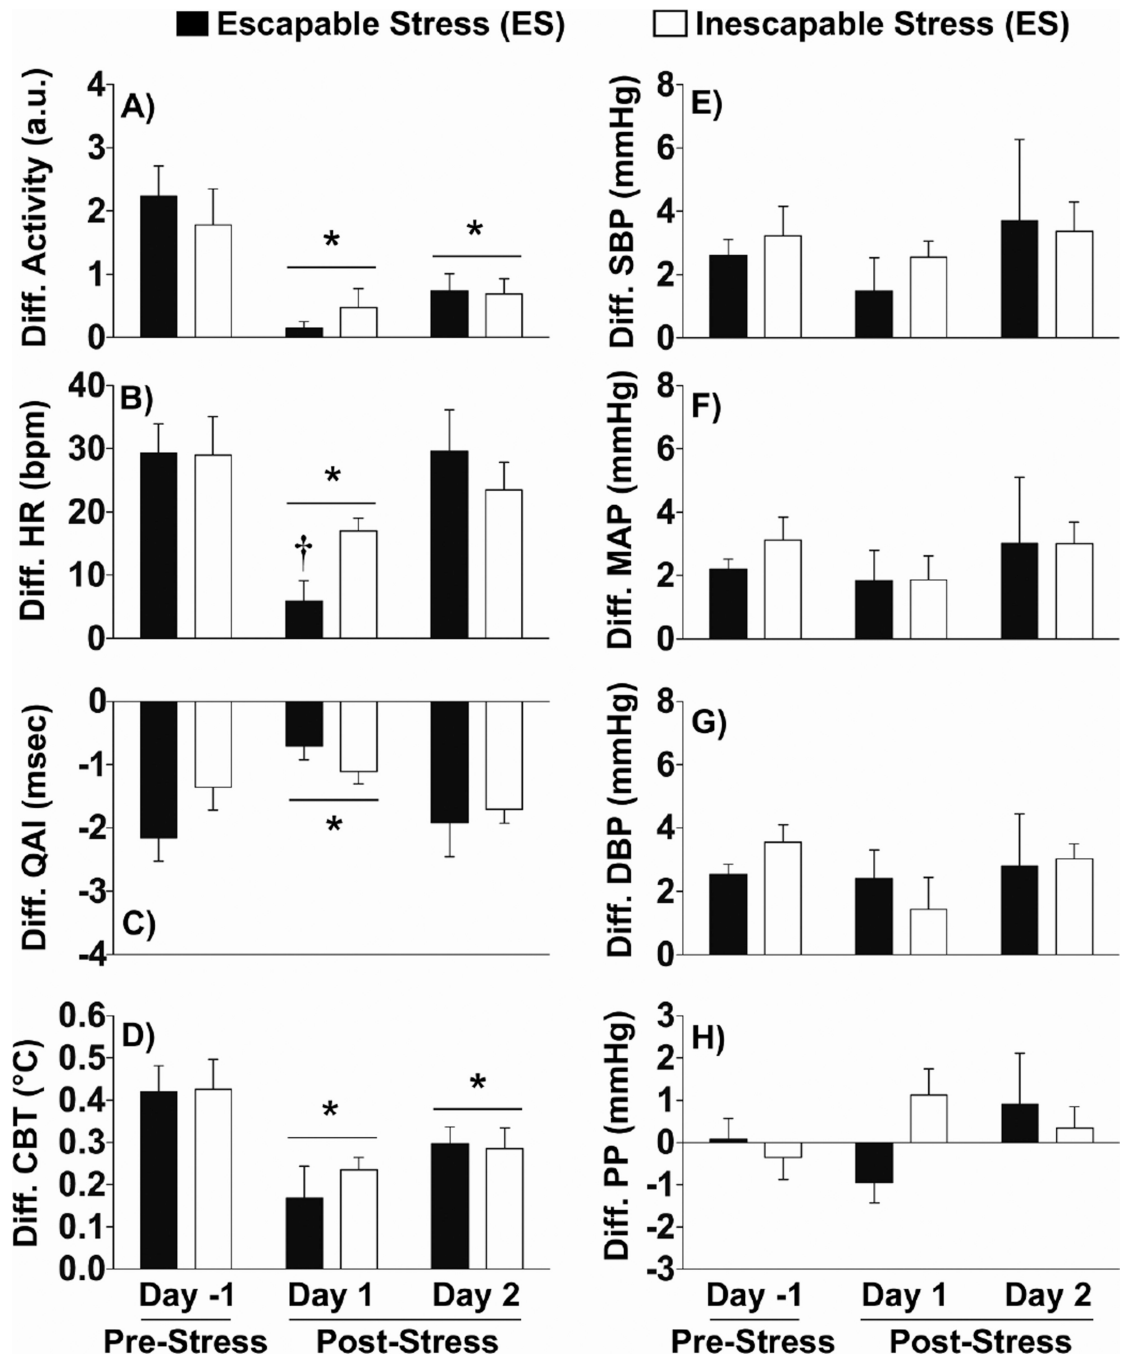 Escapable Stress (ES)
Inescapable Stress (ES)
Diff. Activity (a.u.)
4
3
2
1
0
A)
*
*
Diff. HR (bpm)
40
30
20
10
0
B)
*
†
Diff. QAI (msec)
0
-1
-2
-3
-4
C)
*
Diff. CBT (°C)
0.6
0.5
0.4
0.3
0.2
0.1
0.0
D)
*
*
Day -1
Day 1
Day 2
Pre-Stress
Post-Stress
Diff. SBP (mmHg)
8
6
4
2
0
E)
Diff. MAP (mmHg)
8
6
4
2
0
F)
Diff. DBP (mmHg)
8
6
4
2
0
G)
Diff. PP (mmHg)
3
2
1
0
-1
-2
-3
H)
Day -1
Day 1
Day 2
Pre-Stress
Post-Stress